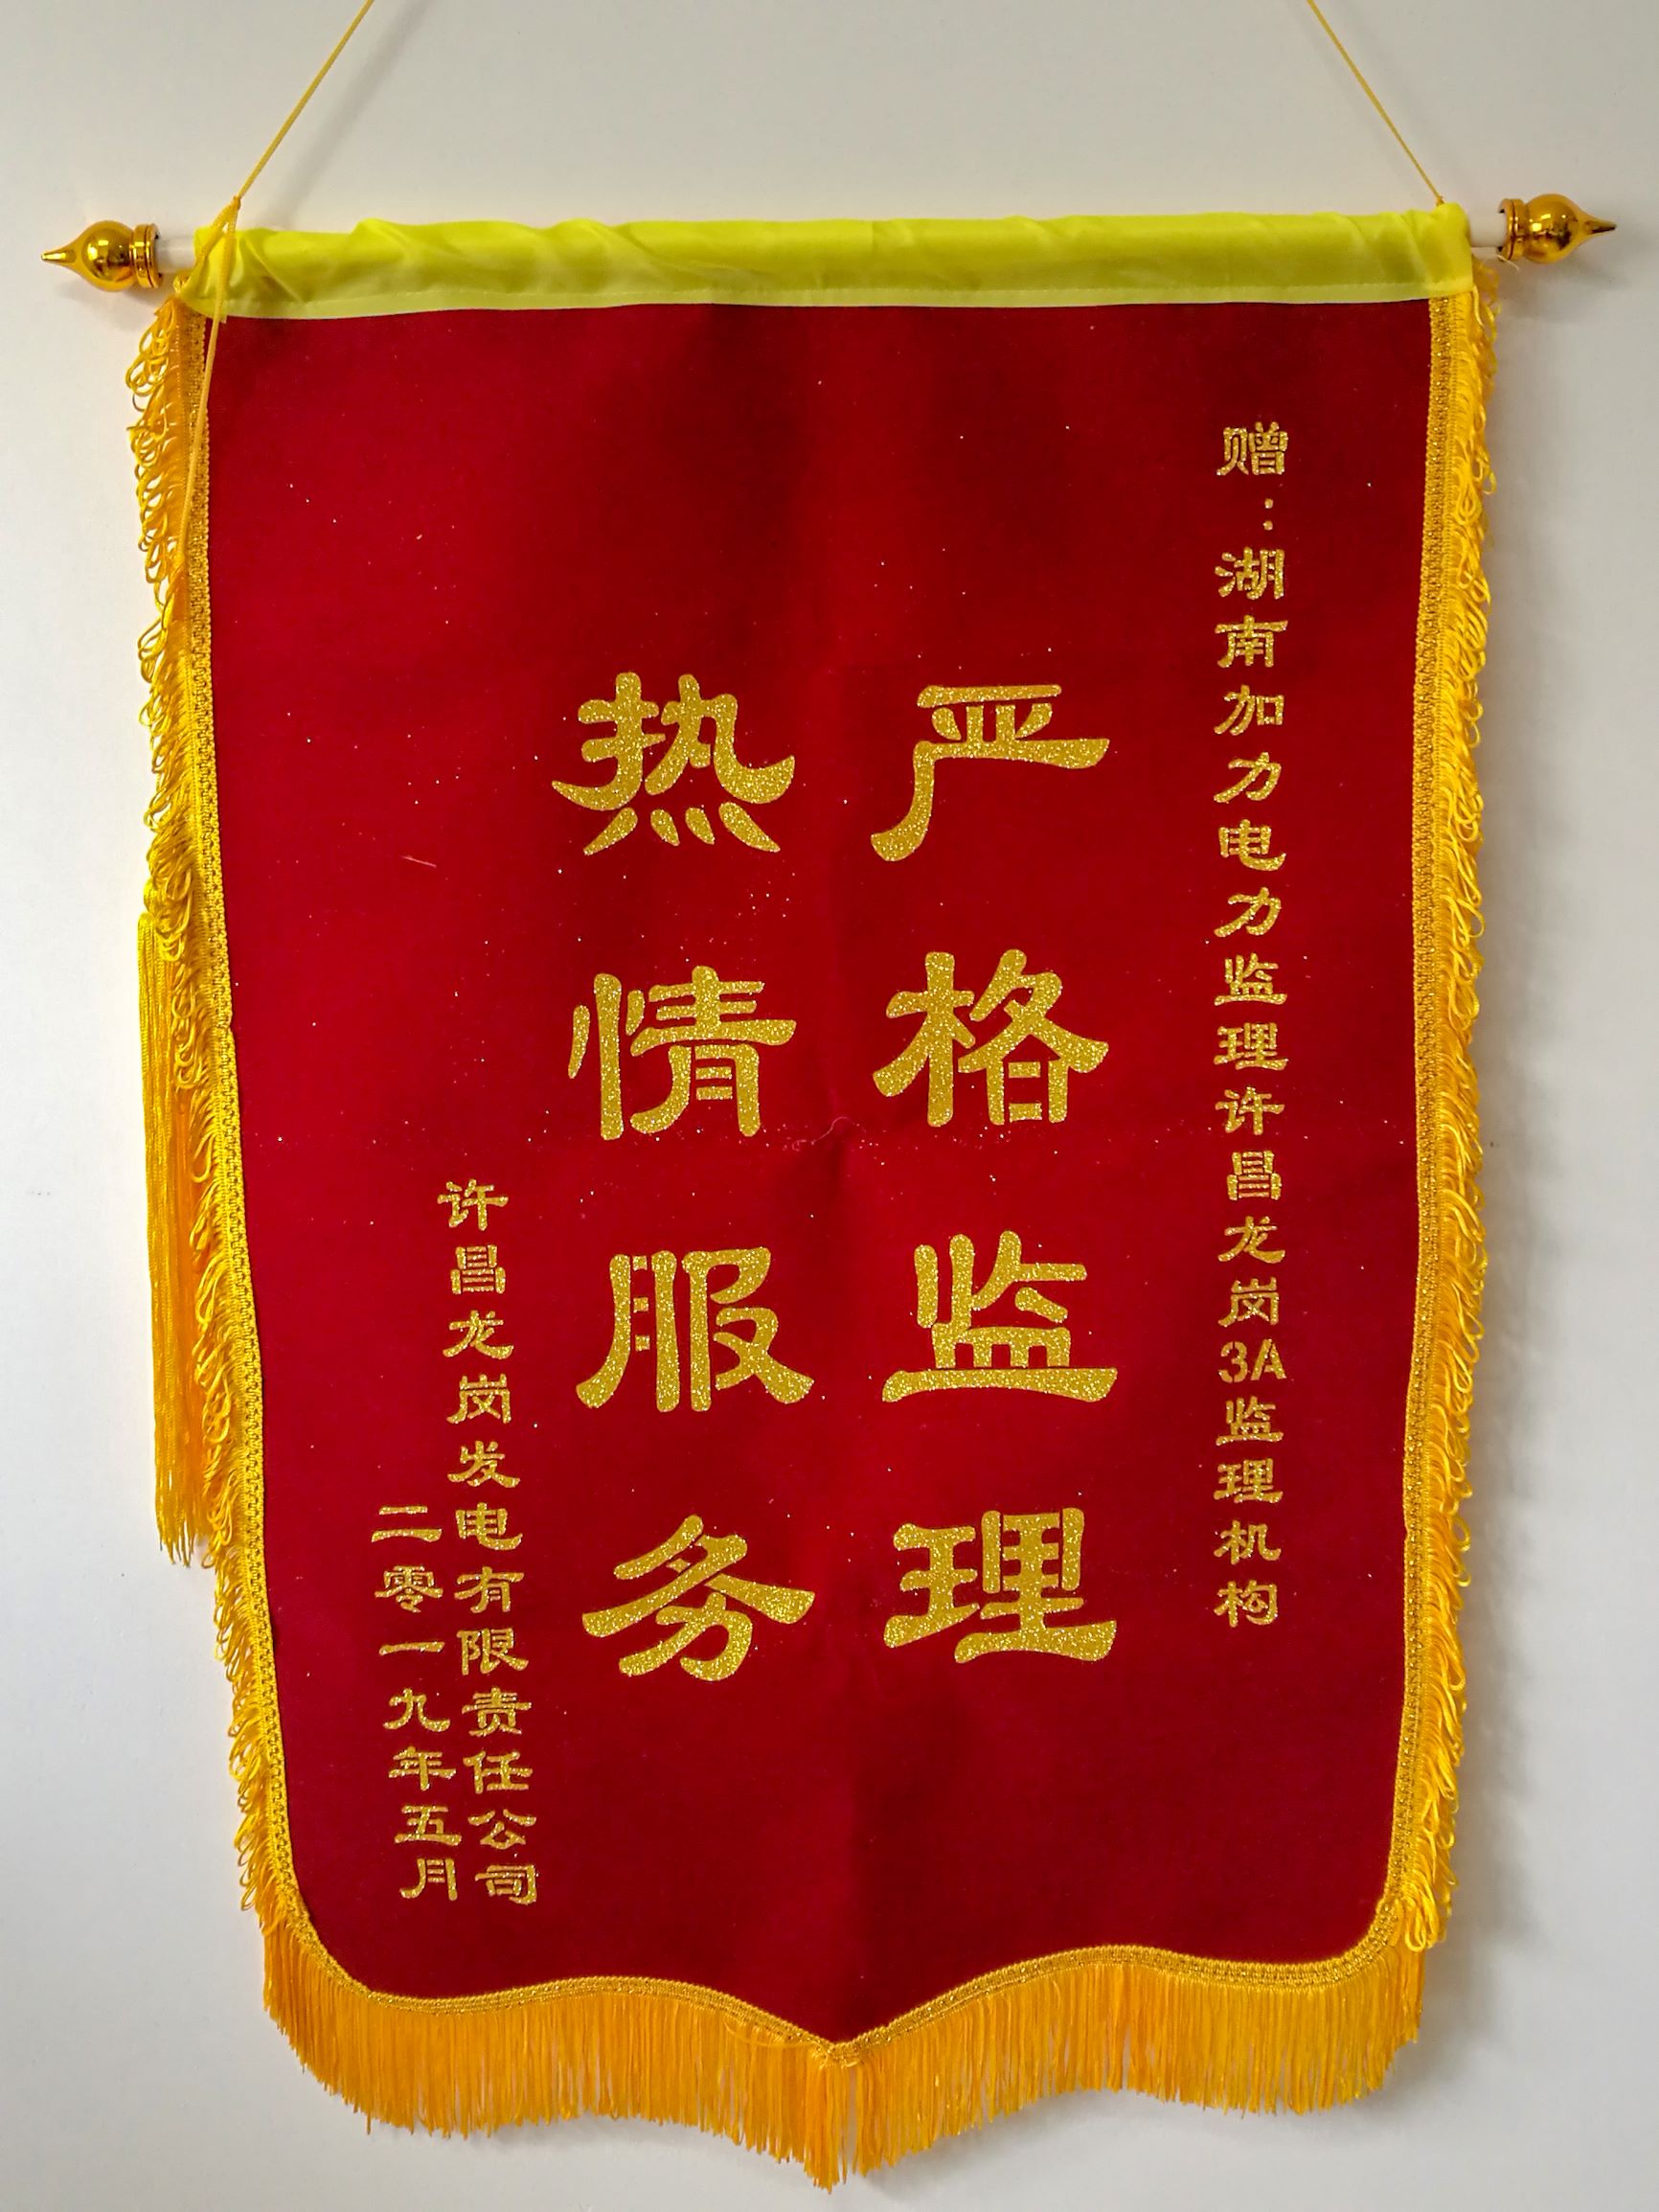 赠：湖南加力电力监理许昌龙岗3A监理机构
严格监理
热情服务
许昌龙岗发电有限责任公司
二零一九年五月